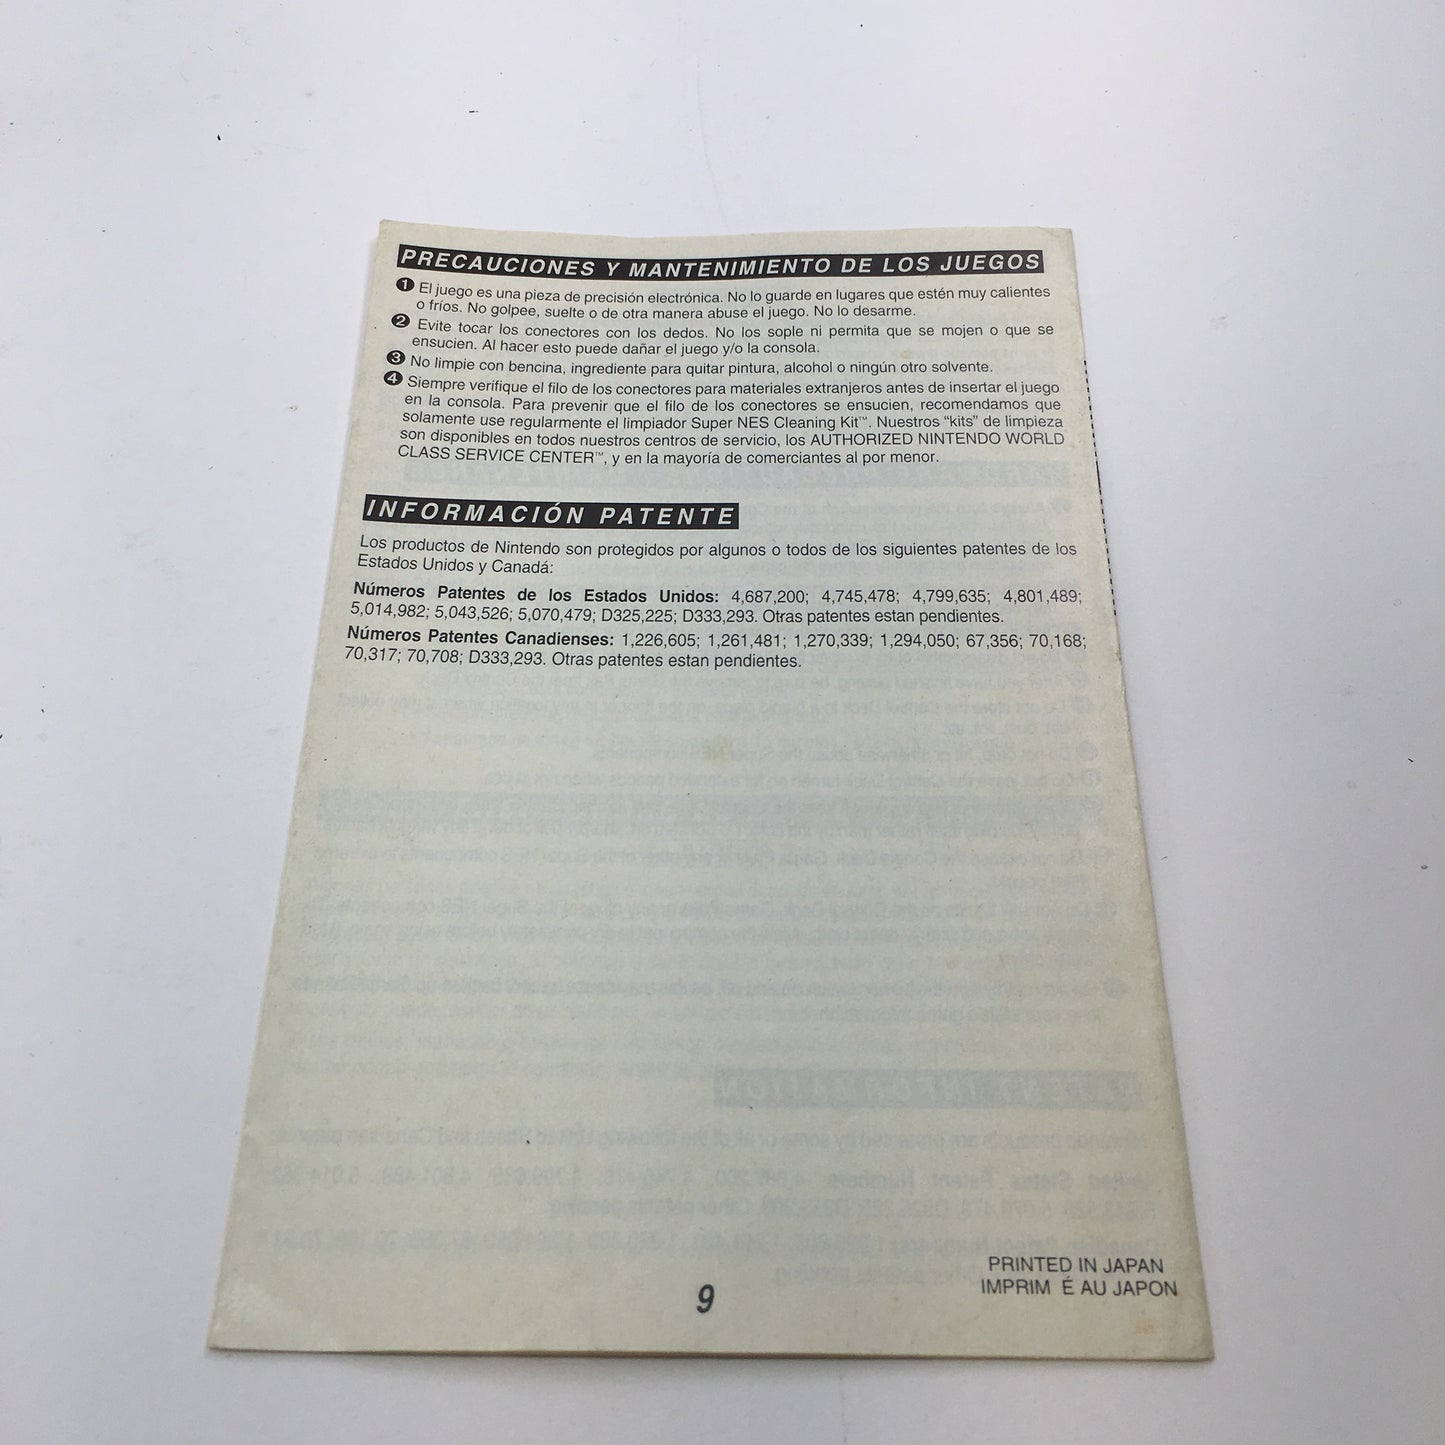 PRECAUCIONES Y MANTENIMIENTO DE LOS JUEGOS
1 El juego es una pieza de precisión electrónica. No lo guarde en lugares que estén muy calientes
o fríos. No golpee, suelte o de otra manera abuse el juego. No lo desarme.
2 Evite tocar los conectores con los dedos. No los sople ni permita que se mojen o que se
ensucien. Al hacer esto puede dañar el juego y/o la consola.
3 No limpie con bencina, ingrediente para quitar pintura, alcohol o ningún otro solvente.
4 Siempre verifique el filo de los conectores para materiales extranjeros antes de insertar el juego
en la consola. Para prevenir que el filo de los conectores se ensucien, recomendamos que
solamente use regularmente el limpiador Super NES Cleaning Kit™. Nuestros “kits” de limpieza
son disponibles en todos nuestros centros de servicio, los AUTHORIZED NINTENDO WORLD
CLASS SERVICE CENTER™, y en la mayoría de comerciantes al por menor.
INFORMACIÓN PATENTE
Los productos de Nintendo son protegidos por algunos o todos de los siguientes patentes de los
Estados Unidos y Canadá:
Números Patentes de los Estados Unidos: 4,687,200; 4,745,478; 4,799,635; 4,801,489;
5,014,982; 5,043,526; 5,070,479; D325,225; D333,293. Otras patentes estan pendientes.
Números Patentes Canadienses: 1,226,605; 1,261,481; 1,270,339; 1,294,050; 67,356; 70,168;
70,317; 70,708; D333,293. Otras patentes estan pendientes.
PRINTED IN JAPAN
IMPRIM É AU JAPON
9